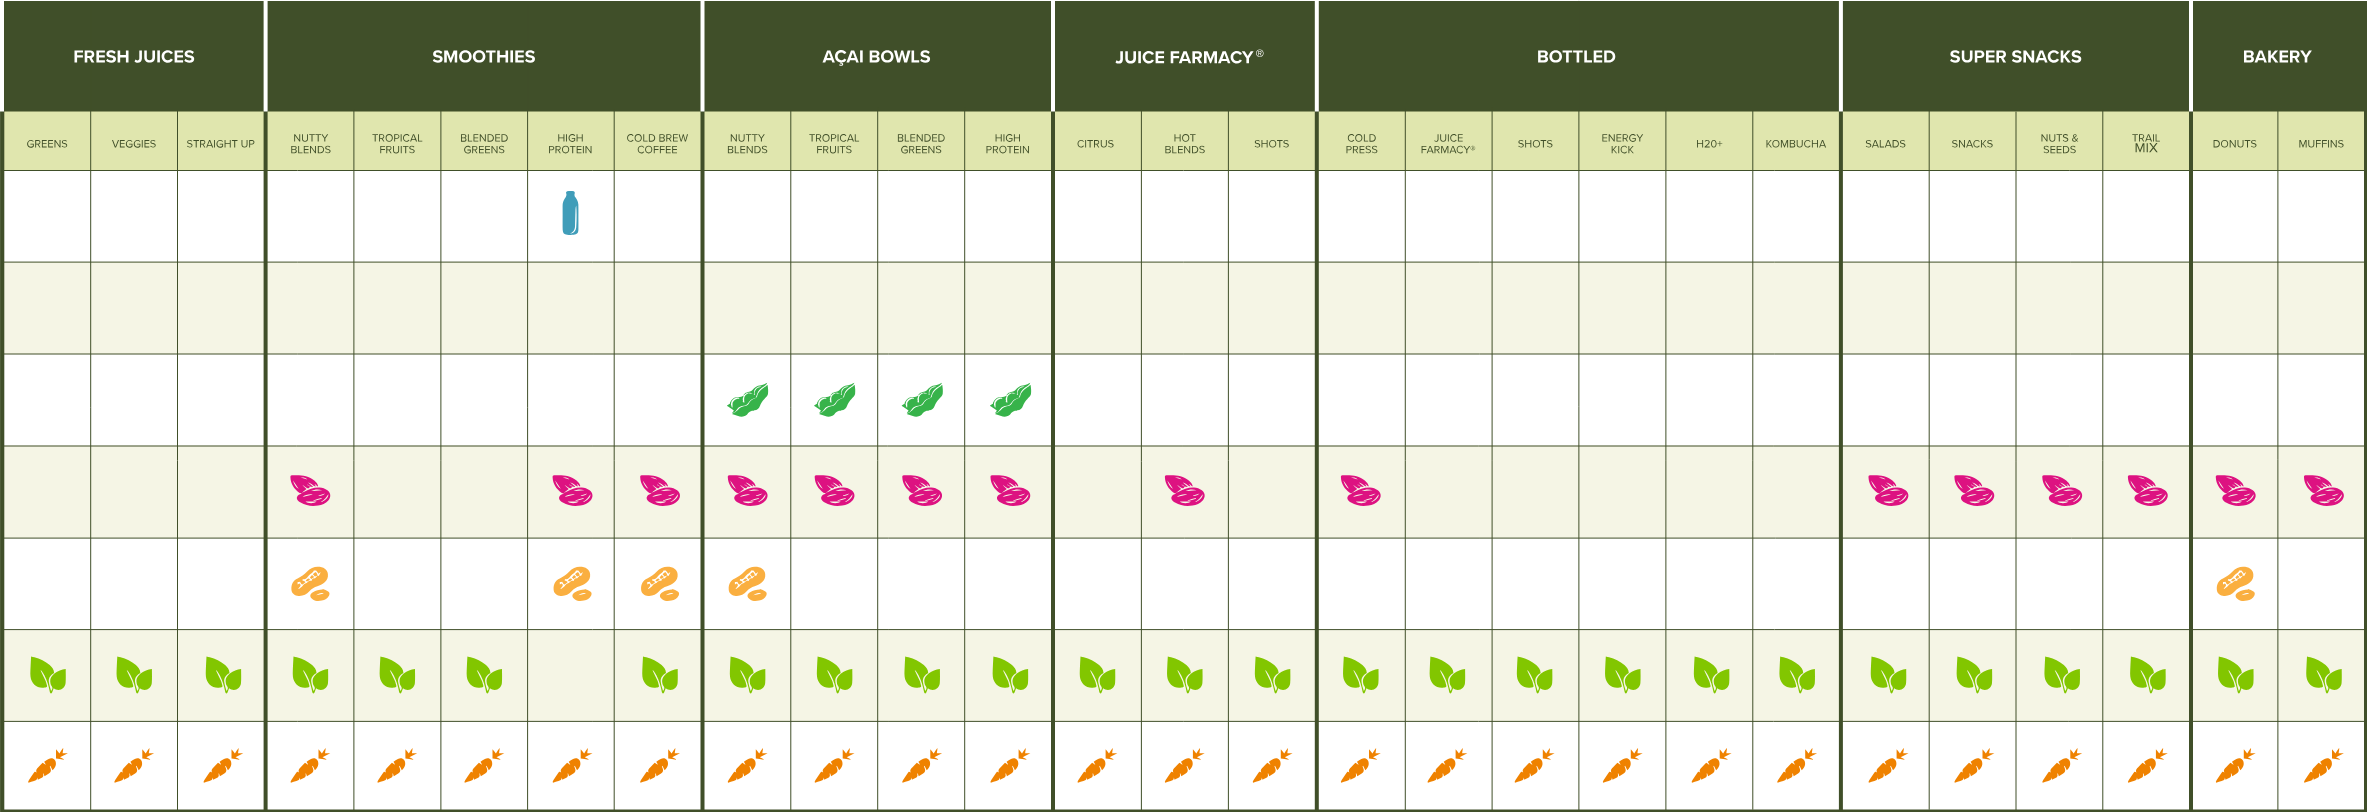 FRESH JUICES
SMOOTHIES
AÇAI BOWLS
JUICE FARMACY®
BOTTLED
SUPER SNACKS
BAKERY
GREENS
VEGGIES
STRAIGHT UP
NUTTY
BLENDS
TROPICAL
FRUITS
BLENDED
GREENS
HIGH
PROTEIN
COLD BREW
COFFEE
NUTTY
BLENDS
TROPICAL
FRUITS
BLENDED
GREENS
HIGH
PROTEIN
CITRUS
HOT
BLENDS
SHOTS
COLD
PRESS
JUICE
FARMACY®
SHOTS
ENERGY
KICK
H20+
KOMBUCHA
SALADS
SNACKS
NUTS &
SEEDS
TRAIL
MIX
DONUTS
MUFFINS